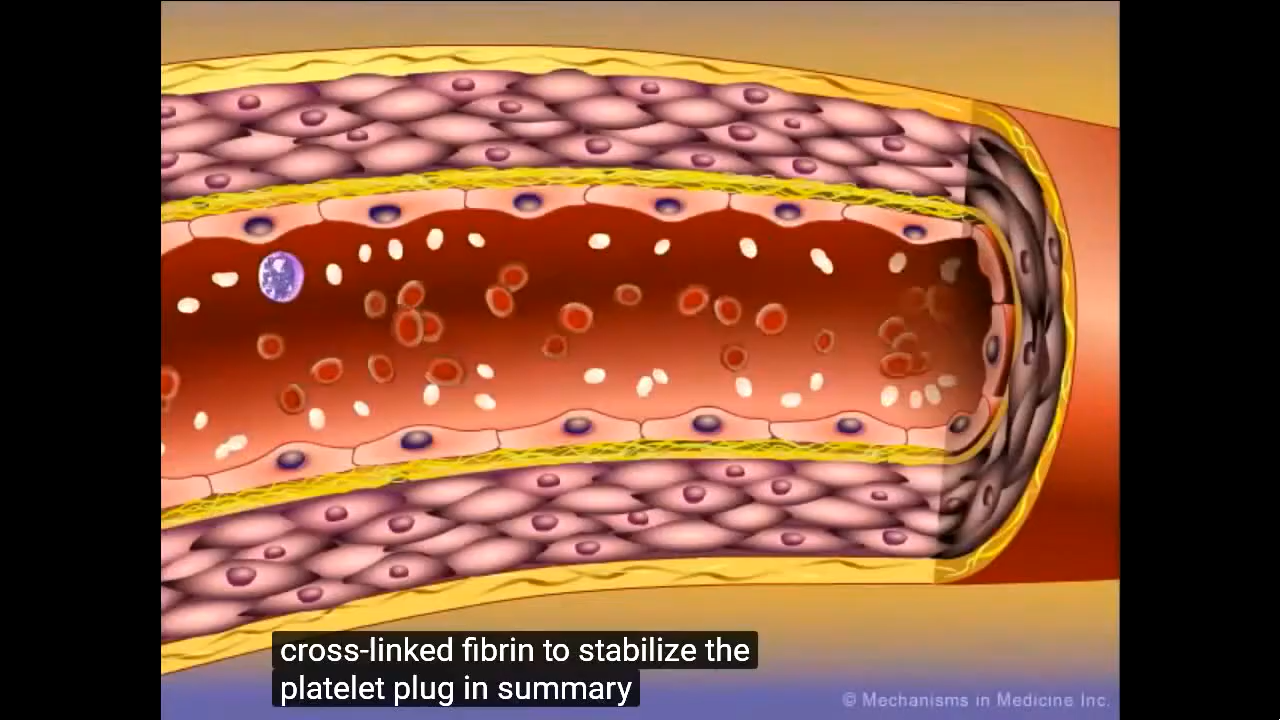 cross-linked fibrin to stabilize the
platelet plug in summary
© Mechanisms in Medicine Inc.